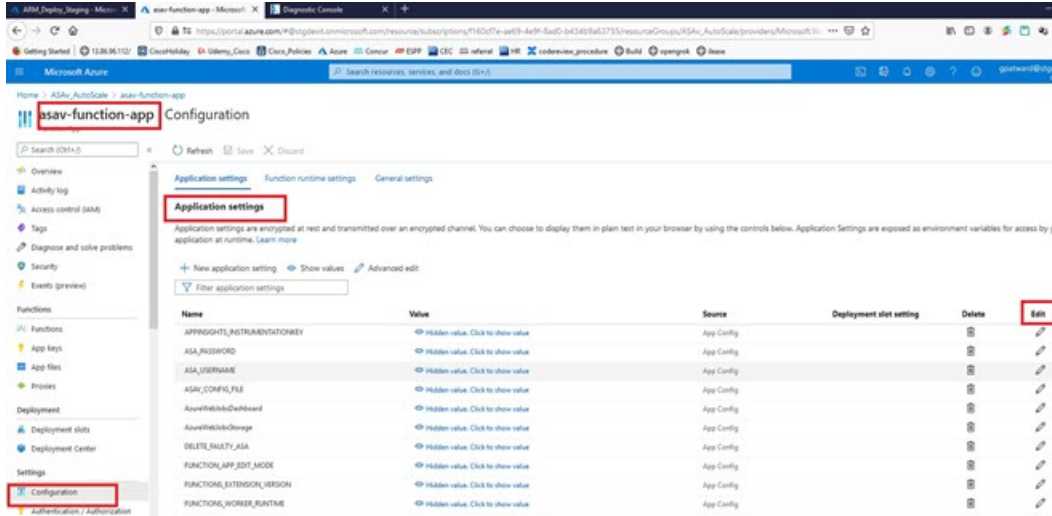 ARM_Deploy_Staging - Micros
asav-function-app - Microsoft
Diagnostic Console
Getting Started
CiscoHoliday
Udemy_Cisco
Cisco_Policies
Azure
Concur
ESPP
CEC
referral
HR
codereview_procedure
Build
opengrok
ilease
Microsoft Azure
Search resources, services, and docs (G+/)
Home > ASAv_AutoScale > asav-function-app
asav-function-app Configuration
Function App
Search (Ctrl+/)
Refresh Save Discard
Overview
Activity log
Access control (IAM)
Tags
Diagnose and solve problems
Security
Events (preview)
Functions
Functions
App keys
App files
Proxies
Deployment
Deployment slots
Deployment Center
Settings
Configuration
Authentication / Authorization
Application settings Function runtime settings General settings
Application settings
Application settings are encrypted at rest and transmitted over an encrypted channel. You can choose to display them in plain text in your browser by using the controls below. Application Settings are exposed as environment variables for access by
application at runtime. Learn more
New application setting Show values Advanced edit
Filter application settings
Name Value Source Deployment slot setting Delete Edit
APPINSIGHTS_INSTRUMENTATIONKEY Hidden value. Click to show value App Config
ASA_PASSWORD Hidden value. Click to show value App Config
ASA_USERNAME Hidden value. Click to show value App Config
ASAV_CONFIG_FILE Hidden value. Click to show value App Config
AzureWebJobsDashboard Hidden value. Click to show value App Config
AzureWebJobsStorage Hidden value. Click to show value App Config
DELETE_FAULTY_ASA Hidden value. Click to show value App Config
FUNCTION_APP_EDIT_MODE Hidden value. Click to show value App Config
FUNCTIONS_EXTENSION_VERSION Hidden value. Click to show value App Config
FUNCTIONS_WORKER_RUNTIME Hidden value. Click to show value App Config